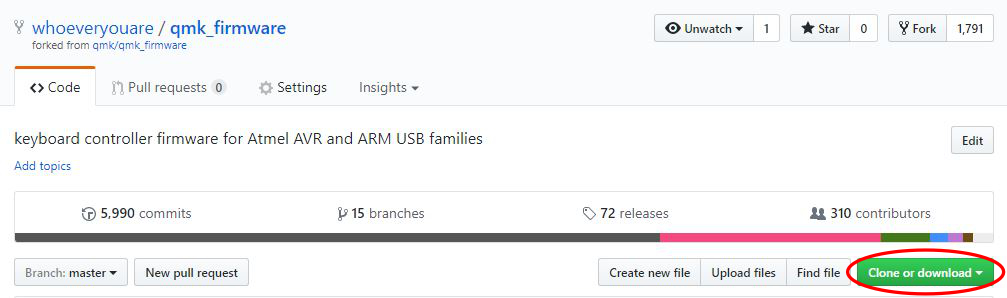 whoeveryouare / qmk_firmware
forked from qmk/qmk_firmware
Unwatch 1 Star 0 Fork 1,791
Code Pull requests 0 Settings Insights
keyboard controller firmware for Atmel AVR and ARM USB families
Edit
Add topics
5,990 commits 15 branches 72 releases 310 contributors
Branch: master New pull request Create new file Upload files Find file Clone or download